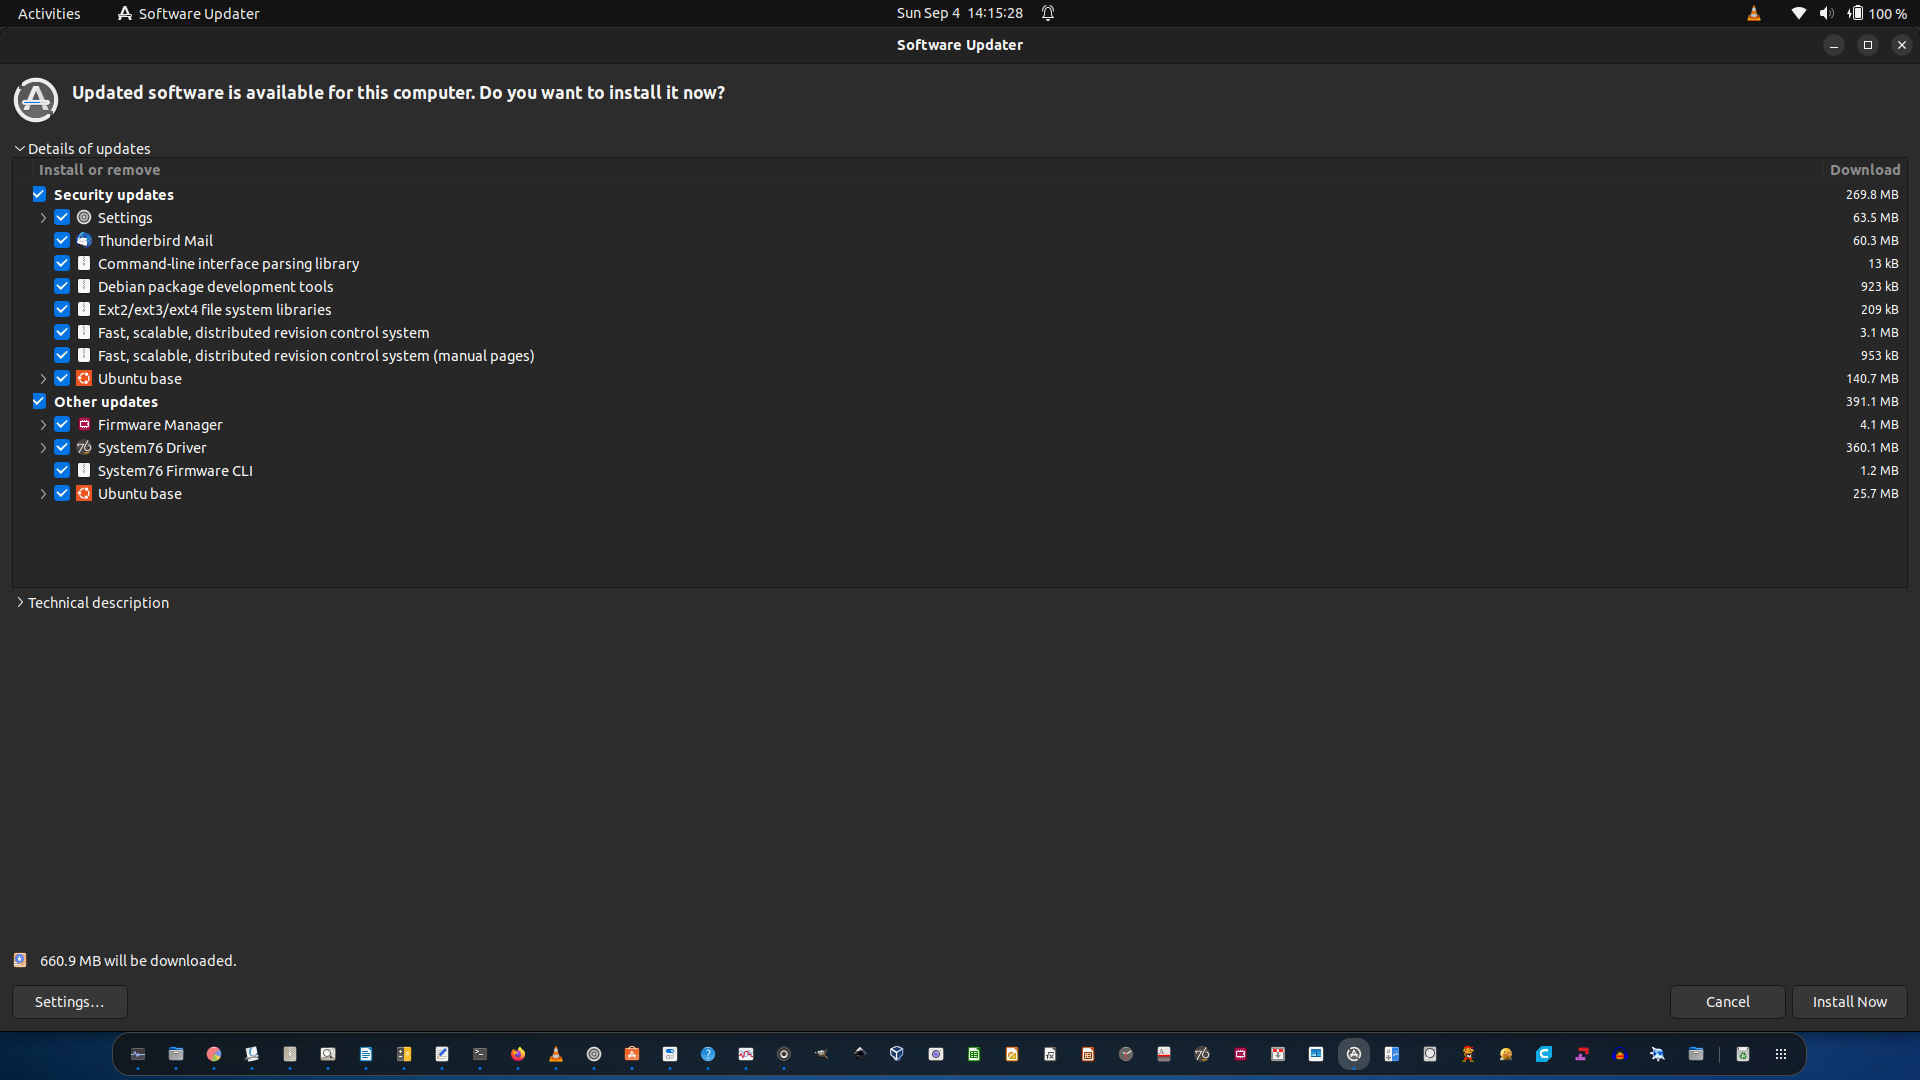 Activities
Software Updater
Sun Sep 4 14:15:28
100 %
Software Updater
Updated software is available for this computer. Do you want to install it now?
Details of updates
Install or remove Download
Security updates 269.8 MB
Settings 63.5 MB
Thunderbird Mail 60.3 MB
Command-line interface parsing library 13 kB
Debian package development tools 923 kB
Ext2/ext3/ext4 file system libraries 209 kB
Fast, scalable, distributed revision control system 3.1 MB
Fast, scalable, distributed revision control system (manual pages) 953 kB
Ubuntu base 140.7 MB
Other updates 391.1 MB
Firmware Manager 4.1 MB
System76 Driver 360.1 MB
System76 Firmware CLI 1.2 MB
Ubuntu base 25.7 MB
Technical description
660.9 MB will be downloaded.
Settings…
Cancel
Install Now